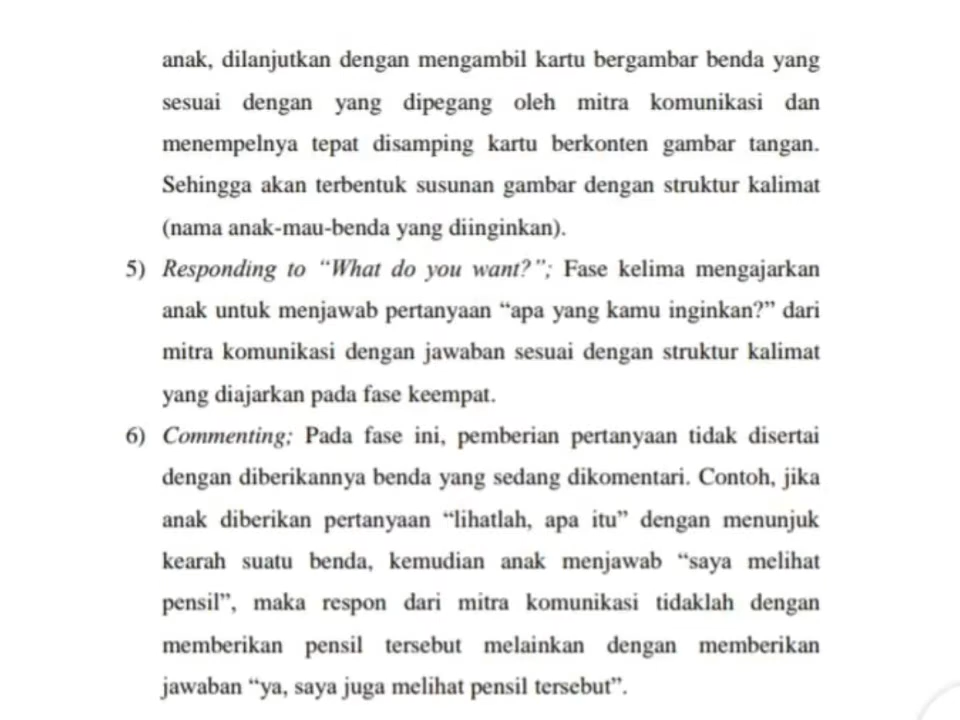 anak, dilanjutkan dengan mengambil kartu bergambar benda yang
sesuai dengan yang dipegang oleh mitra komunikasi dan
menempelnya tepat disamping kartu berkonten gambar tangan.
Sehingga akan terbentuk susunan gambar dengan struktur kalimat
(nama anak-mau-benda yang diinginkan).
5) Responding to “What do you want?”; Fase kelima mengajarkan
anak untuk menjawab pertanyaan “apa yang kamu inginkan?” dari
mitra komunikasi dengan jawaban sesuai dengan struktur kalimat
yang diajarkan pada fase keempat.
6) Commenting; Pada fase ini, pemberian pertanyaan tidak disertai
dengan diberikannya benda yang sedang dikomentari. Contoh, jika
anak diberikan pertanyaan “lihatlah, apa itu” dengan menunjuk
kearah suatu benda, kemudian anak menjawab “saya melihat
pensil”, maka respon dari mitra komunikasi tidaklah dengan
memberikan pensil tersebut melainkan dengan memberikan
jawaban “ya, saya juga melihat pensil tersebut”.